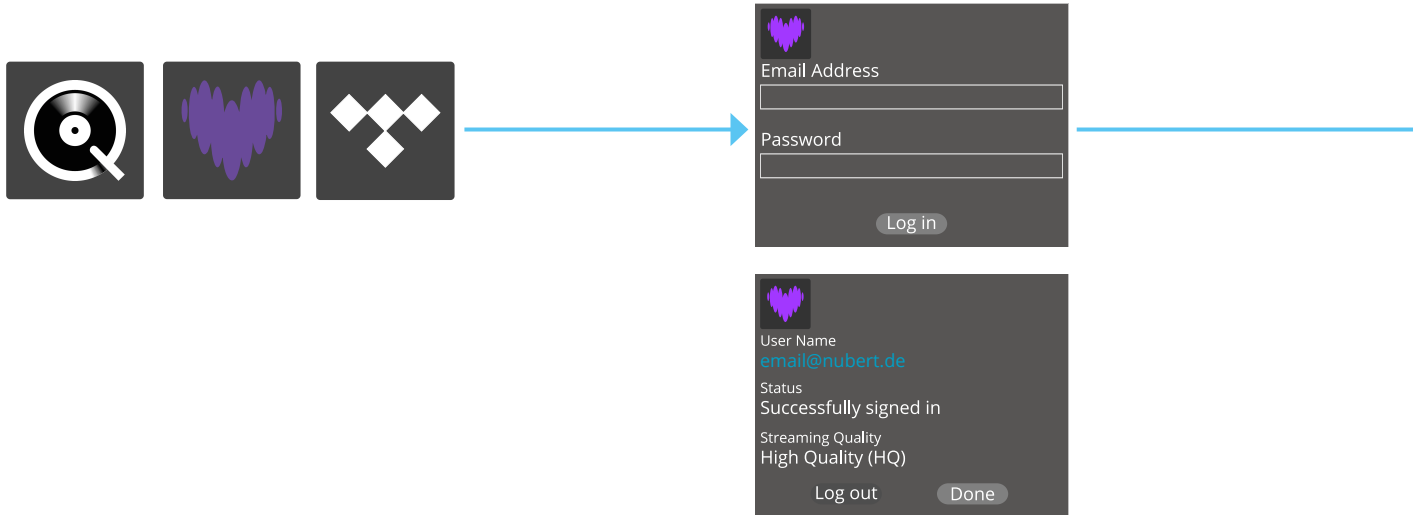 Email Address
Password
Log in
User Name
email@nubert.de
Status
Successfully signed in
Streaming Quality
High Quality (HQ)
Log out Done